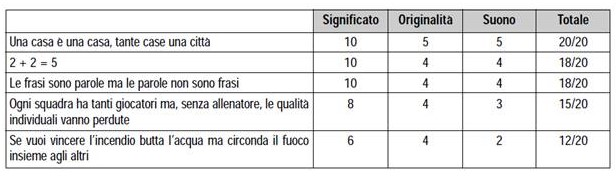 Significato Originalità Suono Totale
Una casa è una casa, tante case una città 10 5 5 20/20
2 + 2 = 5 10 4 4 18/20
Le frasi sono parole ma le parole non sono frasi 10 4 4 18/20
Ogni squadra ha tanti giocatori ma, senza allenatore, le qualità
individuali vanno perdute 8 4 3 15/20
Se vuoi vincere l'incendio butta l'acqua ma circonda il fuoco
insieme agli altri 6 4 2 12/20